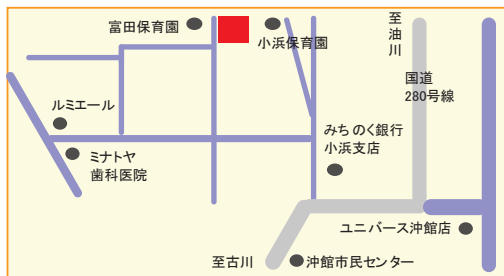 富田保育園
小浜保育園
至油川
国道
280号線
ルミエール
みちのく銀行
小浜支店
ミナトヤ
歯科医院
ユニバース沖館店
至古川
沖館市民センター